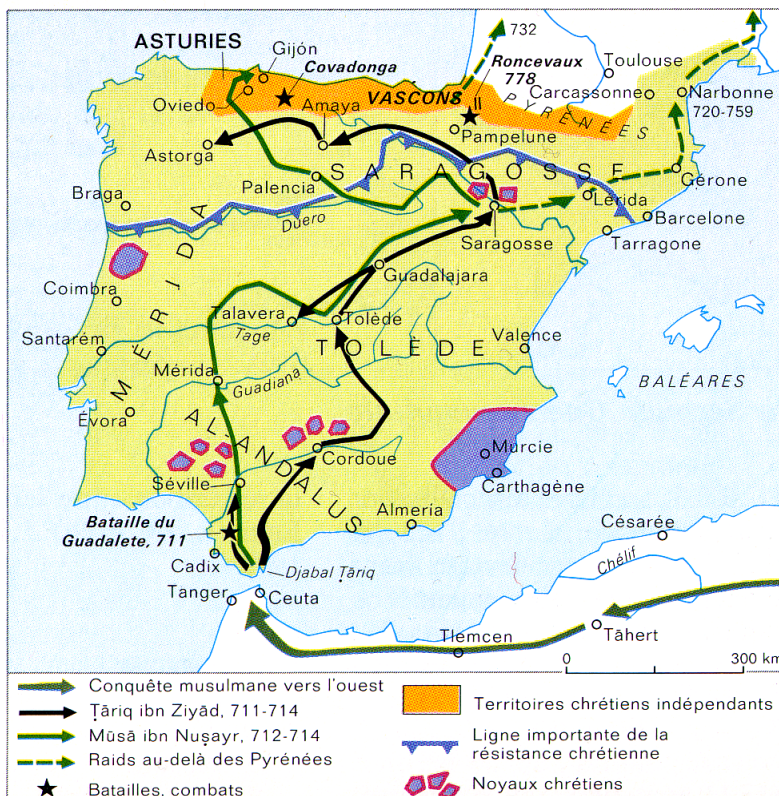 732
ASTURIES
Gijón
Covadonga
Roncevaux
778
Toulouse
Oviedo
Amaya
VASCONS
Carcassonne
Narbonne
720-759
PYRÉNÉES
Pampelune
Astorga
SARAGOSSE
Palencia
Gérone
Braga
Lérida
Duero
Barcelone
Saragosse
Tarragone
Guadalajara
Coimbra
Talavera
Tolède
Santarém
Tage
Valence
TOLÈDE
MÉRIDA
Mérida
Guadiana
BALÉARES
Évora
AL ANDALUS
Murcie
Cordoue
Carthagène
Séville
Almería
Bataille du
Guadalete, 711
Césarée
Cadix
Djabal Ṭāriq
Chélif
Tanger
Ceuta
Tlemcen
Tāhert
0 300 km
Conquête musulmane vers l'ouest
Ṭāriq ibn Ziyād, 711-714
Mūsā ibn Nuṣayr, 712-714
Raids au-delà des Pyrénées
Batailles, combats
Territoires chrétiens indépendants
Ligne importante de la
résistance chrétienne
Noyaux chrétiens